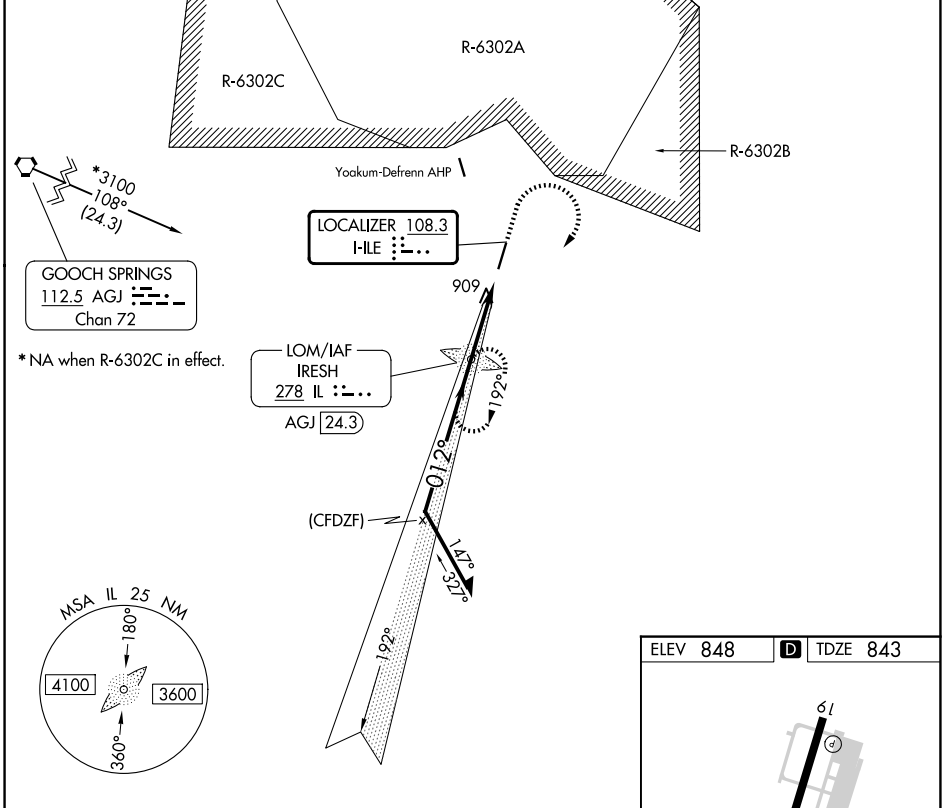 R-6302A
R-6302C
R-6302B
Yoakum-Defrenn AHP
*3100
108°
(24.3)
LOCALIZER 108.3
I-ILE
GOOCH SPRINGS
112.5 AGJ
Chan 72
909
* NA when R-6302C in effect.
LOM/IAF
IRESH
278 IL
AGJ 24.3
192°
012°
(CFDZF)
147°
327°
192°
MSA IL 25 NM
180°
4100
3600
360°
ELEV 848
D
TDZE 843
19
P